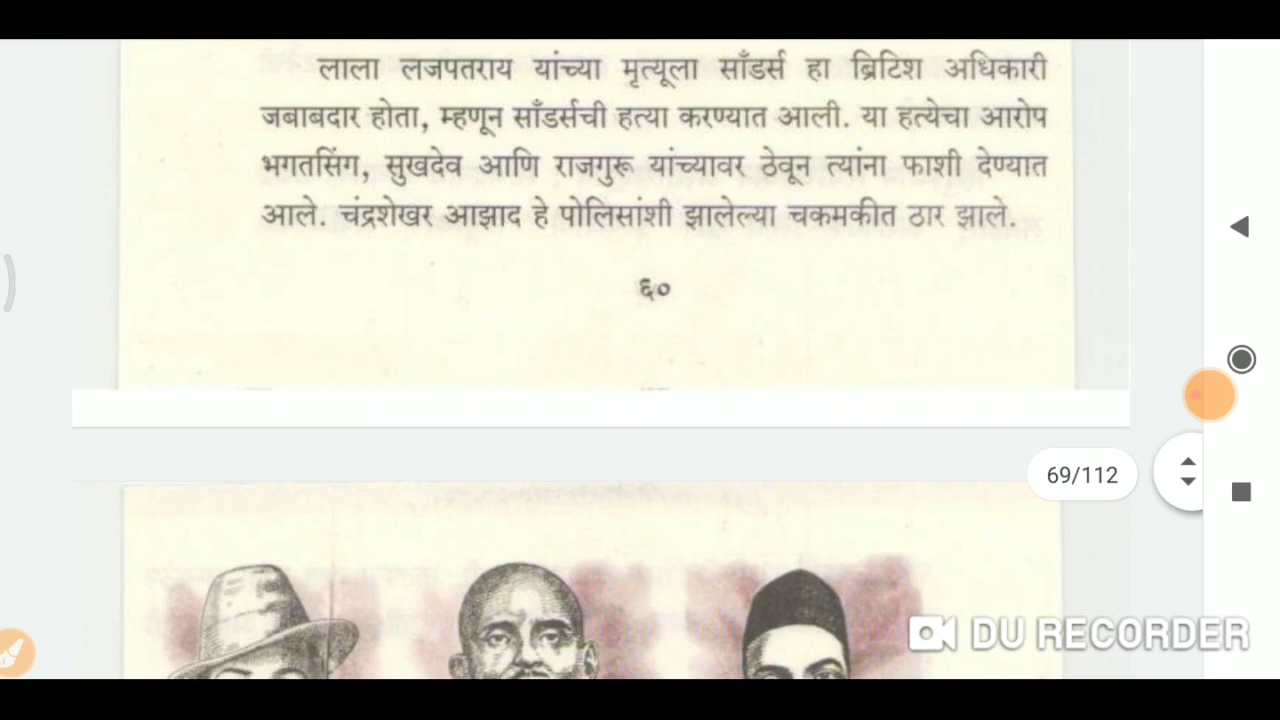 लाला लजपतराय यांच्या मृत्यूला साँडर्स हा ब्रिटिश अधिकारी
जबाबदार होता, म्हणून साँडर्सची हत्या करण्यात आली. या हत्येचा आरोप
भगतसिंग, सुखदेव आणि राजगुरू यांच्यावर ठेवून त्यांना फाशी देण्यात
आले. चंद्रशेखर आझाद हे पोलिसांशी झालेल्या चकमकीत ठार झाले.
६०
69/112
DU RECORDER